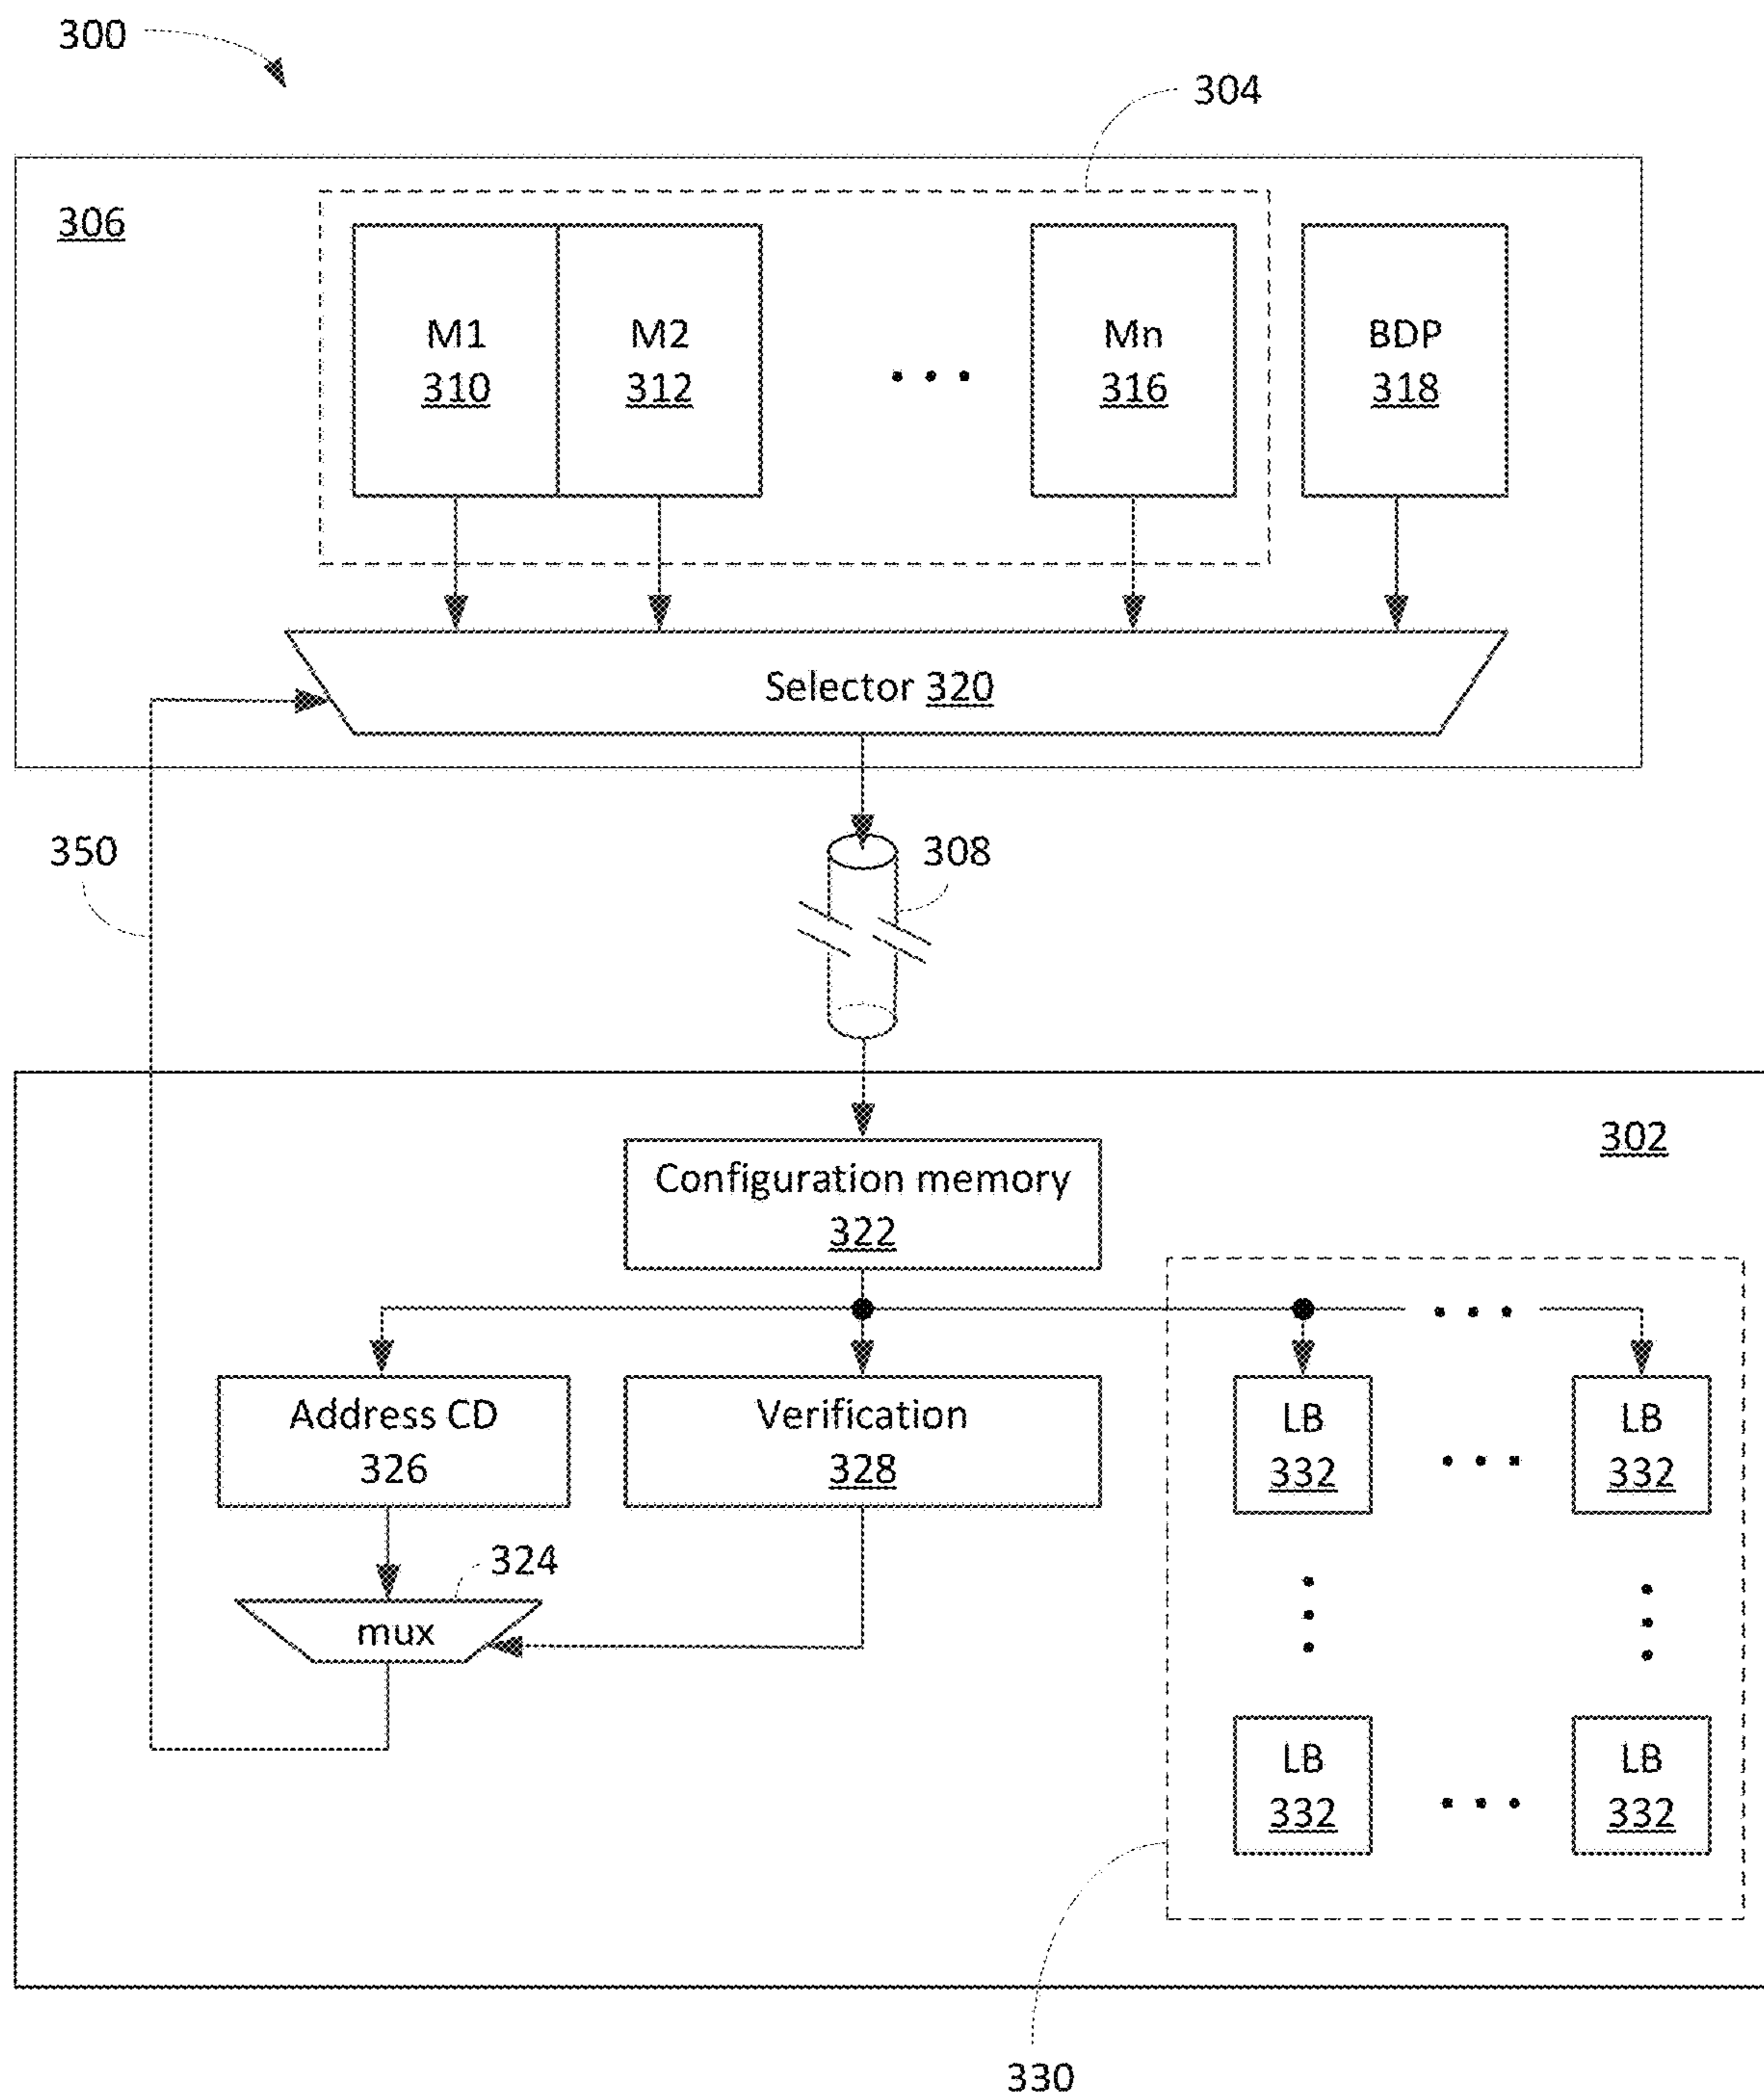 300
304
306
M1
310
M2
312
Mn
316
BDP
318
Selector 320
350
308
302
Configuration memory
322
Address CD
326
Verification
328
LB
332
LB
332
324
mux
LB
332
LB
332
330